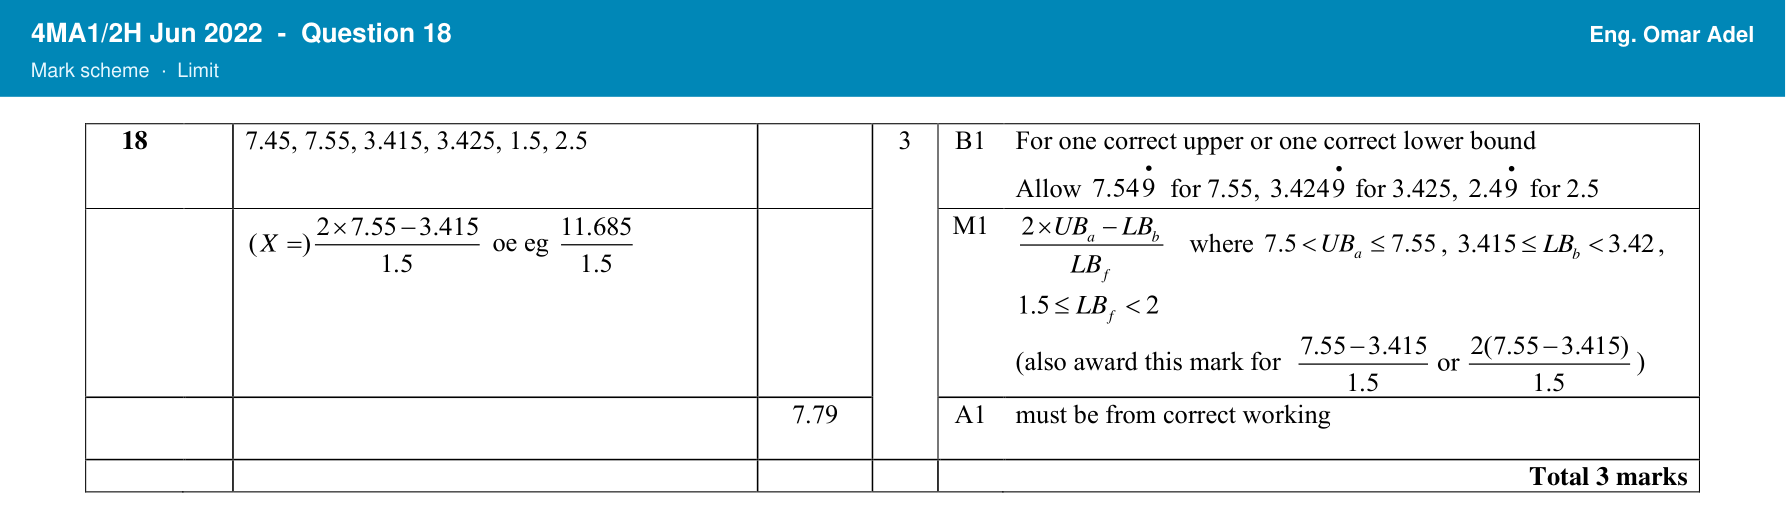 4MA1/2H Jun 2022 - Question 18
Eng. Omar Adel
Mark scheme · Limit
18 7.45, 7.55, 3.415, 3.425, 1.5, 2.5 3 B1 For one correct upper or one correct lower bound
Allow 7.549̇ for 7.55, 3.4249̇ for 3.425, 2.49̇ for 2.5
(X =) (2×7.55−3.415)/1.5 oe eg 11.685/1.5 M1 (2×UB_a − LB_b)/LB_f where 7.5 < UB_a ≤ 7.55, 3.415 ≤ LB_b < 3.42,
1.5 ≤ LB_f < 2
(also award this mark for (7.55−3.415)/1.5 or 2(7.55−3.415)/1.5 )
7.79 A1 must be from correct working
Total 3 marks